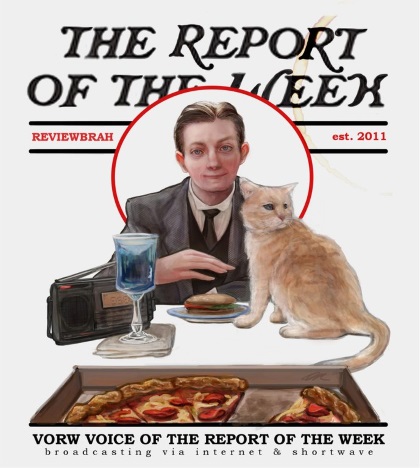 THE REPORT
OF THE WEEK
REVIEWBRAH
est. 2011
VORW VOICE OF THE REPORT OF THE WEEK
broadcasting via internet & shortwave